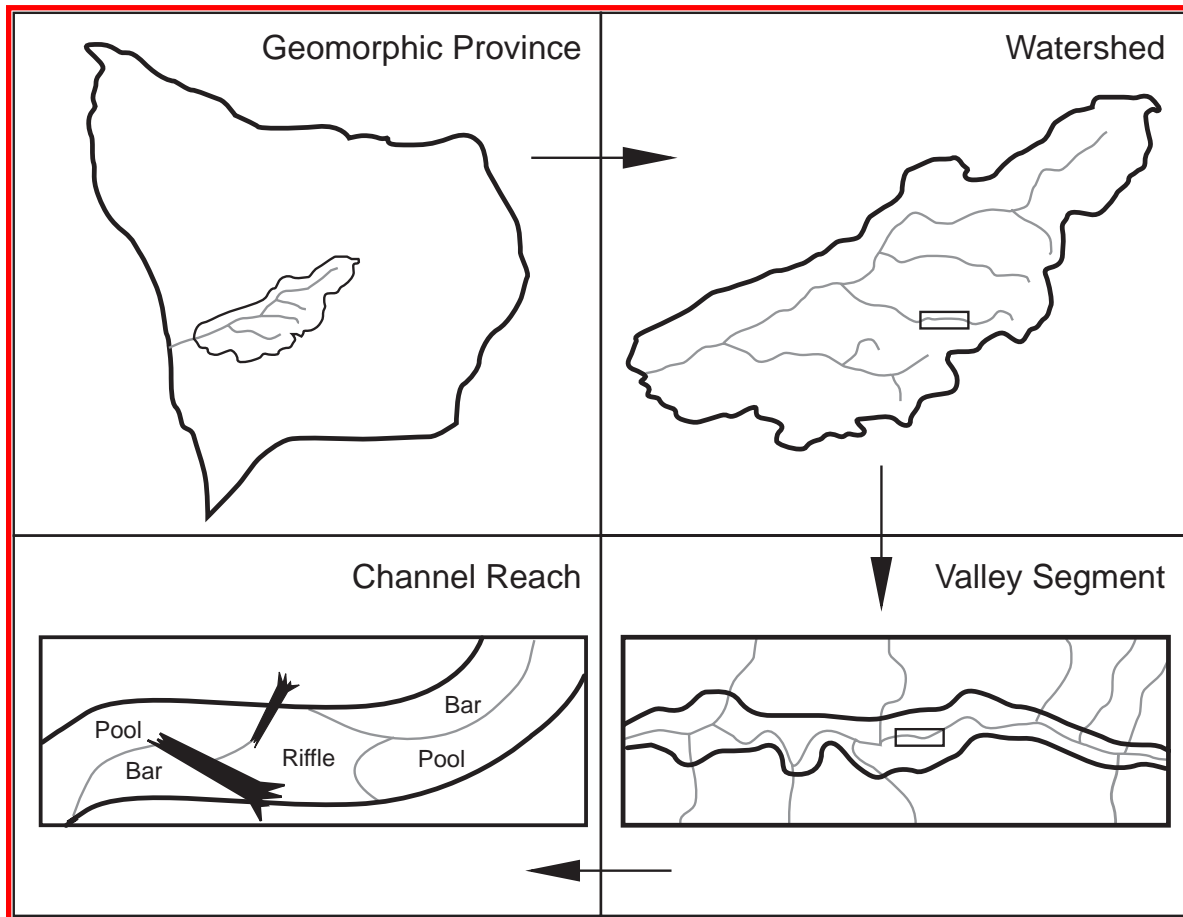 Geomorphic Province
Watershed
Channel Reach
Valley Segment
Pool
Bar
Riffle
Bar
Pool